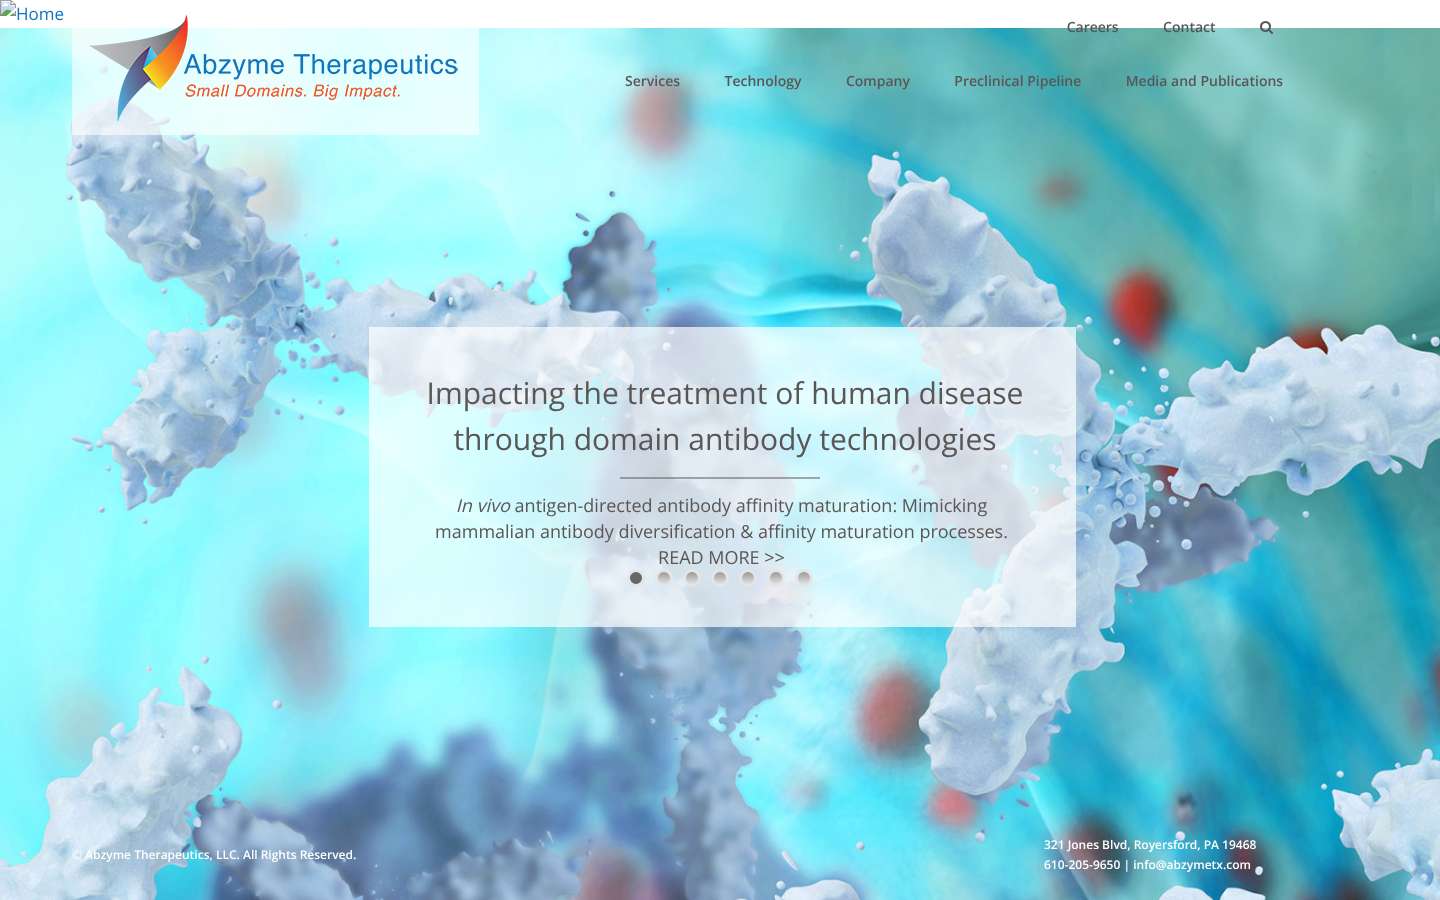 Home
Careers
Contact
Abzyme Therapeutics
Small Domains. Big Impact.
Services
Technology
Company
Preclinical Pipeline
Media and Publications
Impacting the treatment of human disease
through domain antibody technologies
In vivo antigen-directed antibody affinity maturation: Mimicking
mammalian antibody diversification & affinity maturation processes.
READ MORE >>
© Abzyme Therapeutics, LLC. All Rights Reserved.
321 Jones Blvd, Royersford, PA 19468
610-205-9650 | info@abzymetx.com